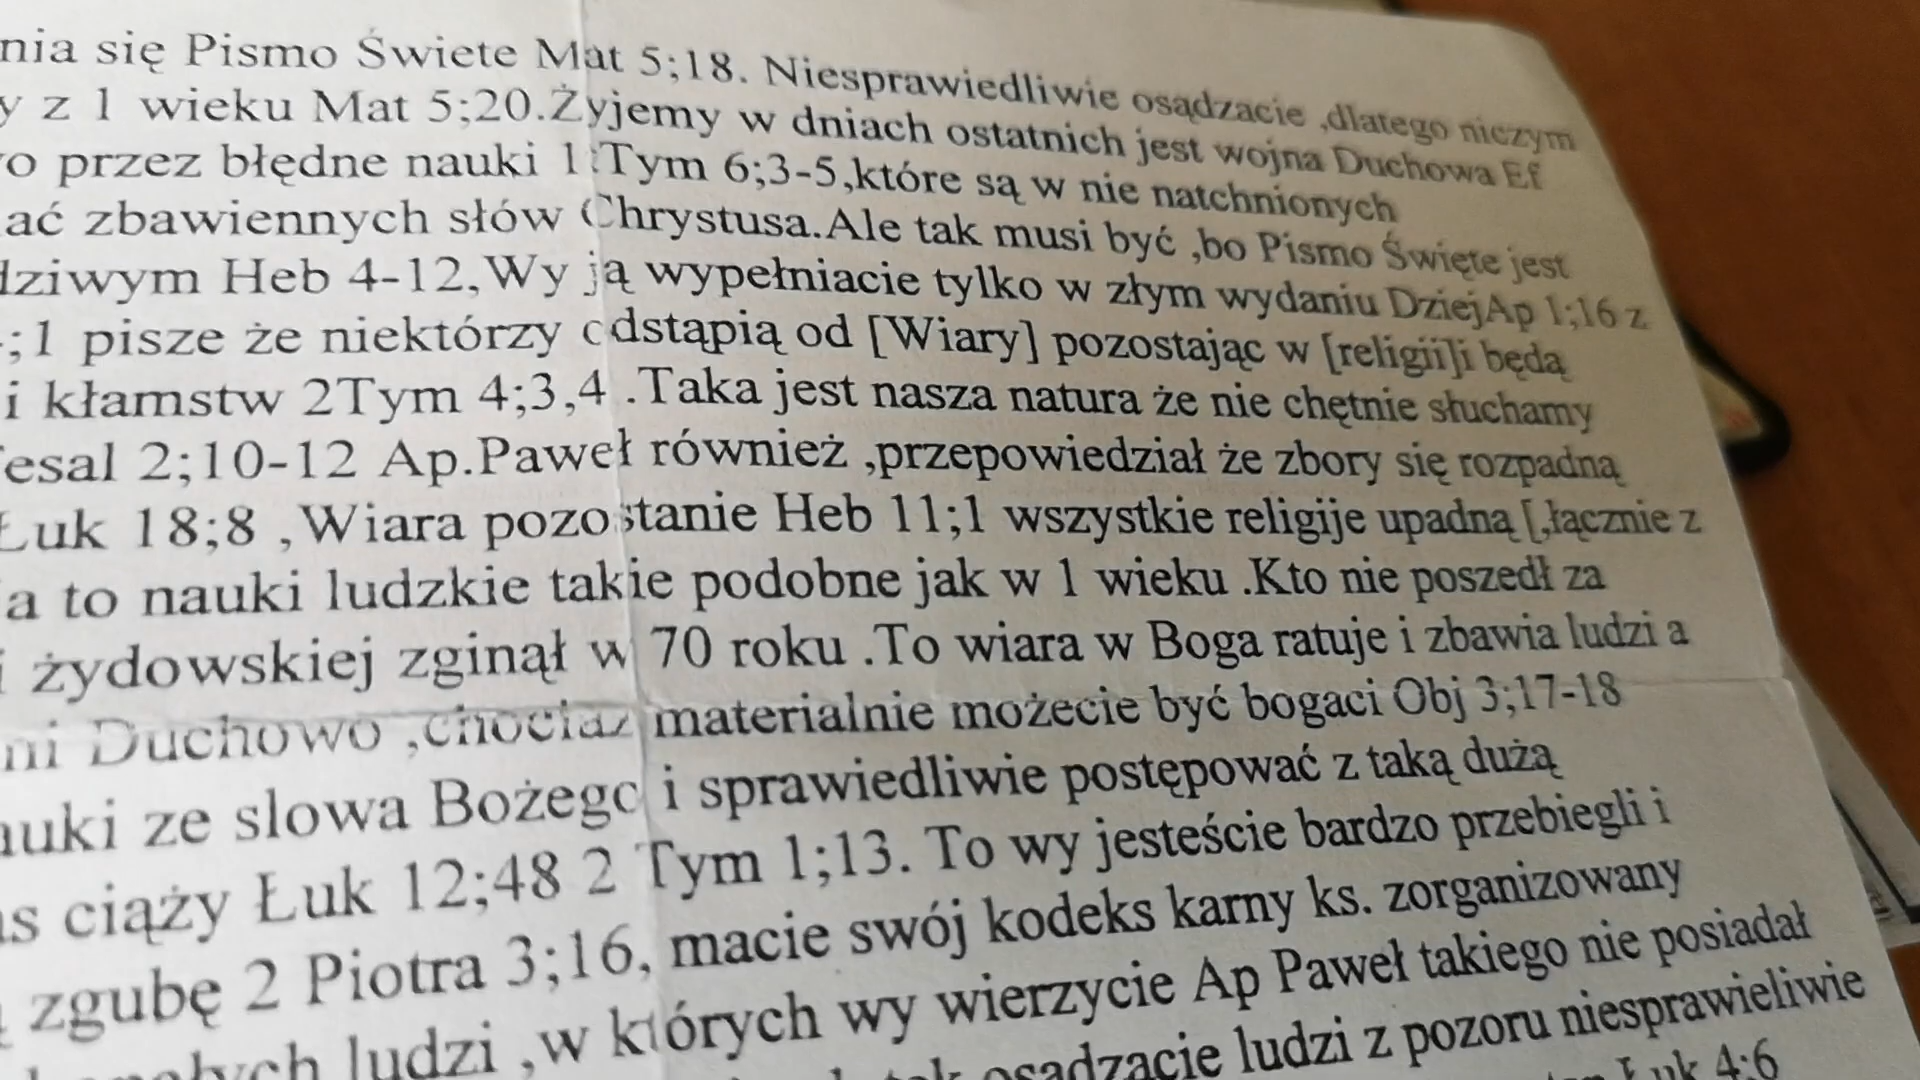 nia się Pismo Świete Mat 5;18. Niesprawiedliwie osądzacie ,dlatego niczym
y z 1 wieku Mat 5;20.Żyjemy w dniach ostatnich jest wojna Duchowa Ef
o przez błędne nauki 1 Tym 6;3-5,które są w nie natchnionych
ać zbawiennych słów Chrystusa.Ale tak musi być ,bo Pismo Święte jest
dziwym Heb 4-12,Wy ją wypełniacie tylko w złym wydaniu DziejAp 1;16 z
;1 pisze że niektórzy odstąpią od [Wiary] pozostając w [religii]i będą
i kłamstw 2Tym 4;3,4 .Taka jest nasza natura że nie chętnie słuchamy
esal 2;10-12 Ap.Paweł również ,przepowiedział że zbory się rozpadną
Łuk 18;8 ,Wiara pozostanie Heb 11;1 wszystkie religije upadną [,łącznie z
a to nauki ludzkie takie podobne jak w 1 wieku .Kto nie poszedł za
i żydowskiej zginął w 70 roku .To wiara w Boga ratuje i zbawia ludzi a
ni Duchowo ,chociaż materialnie możecie być bogaci Obj 3;17-18
auki ze slowa Bożego i sprawiedliwie postępować z taką dużą
as ciąży Łuk 12;48 2 Tym 1;13. To wy jesteście bardzo przebiegli i
zgubę 2 Piotra 3;16, macie swój kodeks karny ks. zorganizowany
ludzi ,w których wy wierzycie Ap Paweł takiego nie posiadał
osądzacie ludzi z pozoru niesprawieliwie
Łuk 4:6